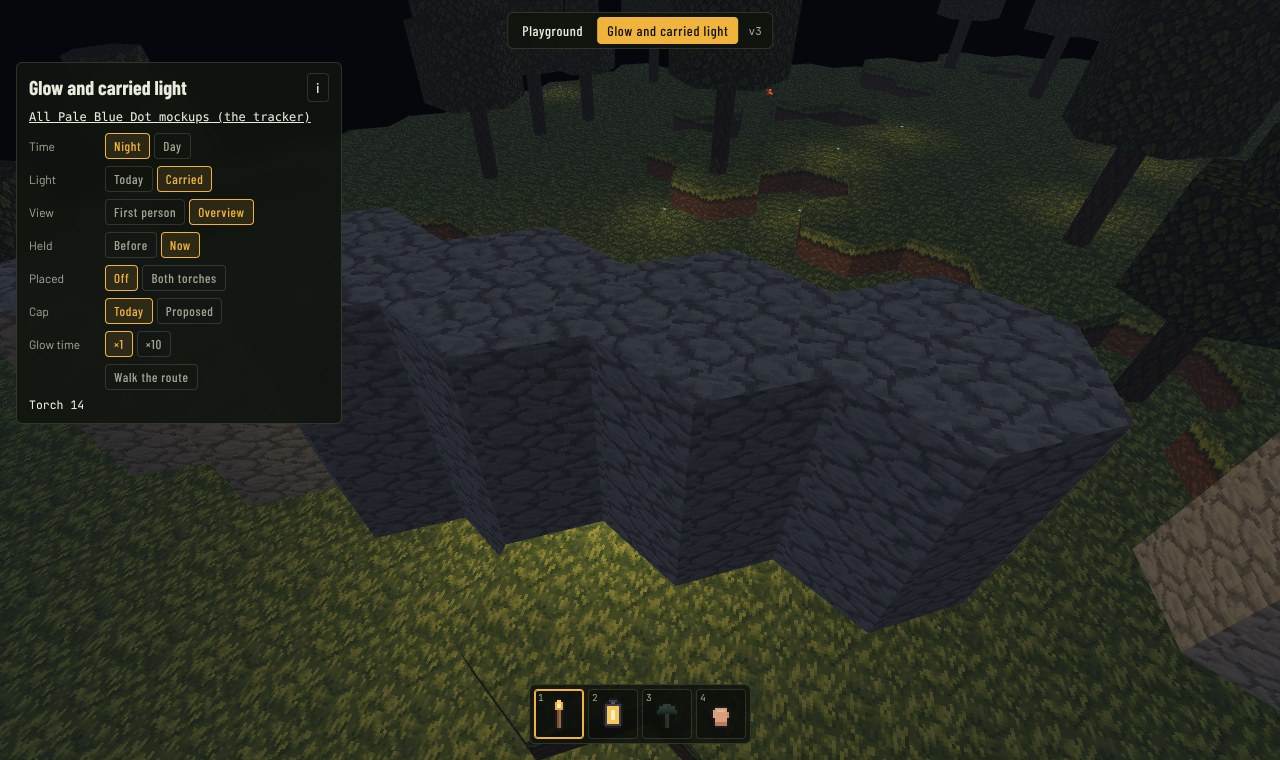 Playground Glow and carried light v3
Glow and carried light i
All Pale Blue Dot mockups (the tracker)
Time Night Day
Light Today Carried
View First person Overview
Held Before Now
Placed Off Both torches
Cap Today Proposed
Glow time ×1 ×10
Walk the route
Torch 14
1 2 3 4